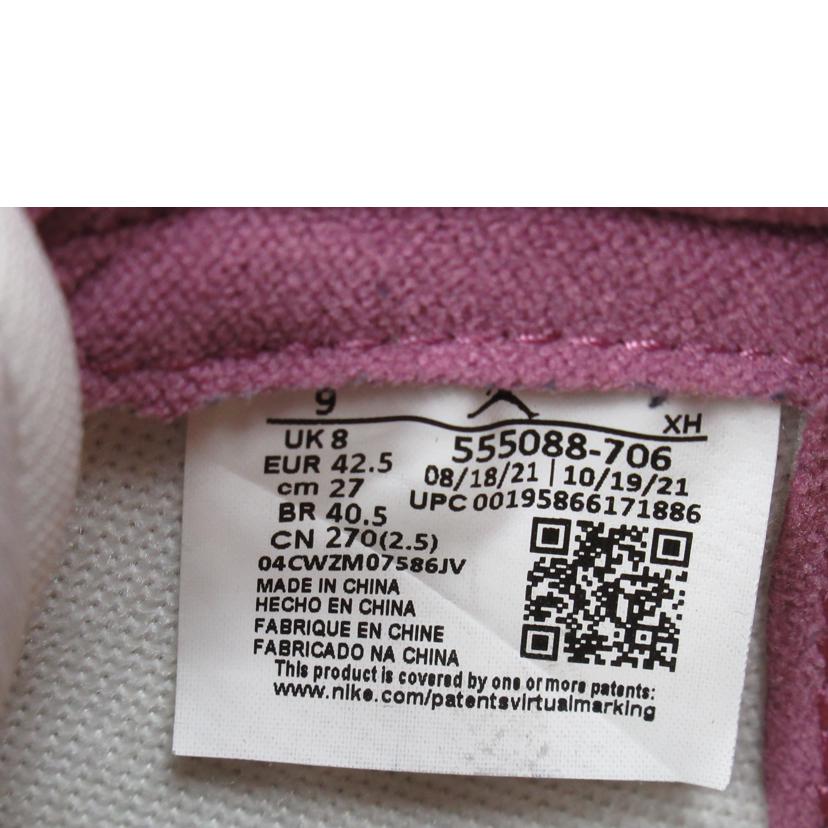 9
XH
UK 8
555088-706
EUR 42.5
08/18/21 | 10/19/21
cm 27
UPC 00195866171886
BR 40.5
CN 270(2.5)
04CWZM07586JV
MADE IN CHINA
HECHO EN CHINA
FABRIQUE EN CHINE
FABRICADO NA CHINA
This product is covered by one or more patents:
www.nike.com/patentsvirtualmarking